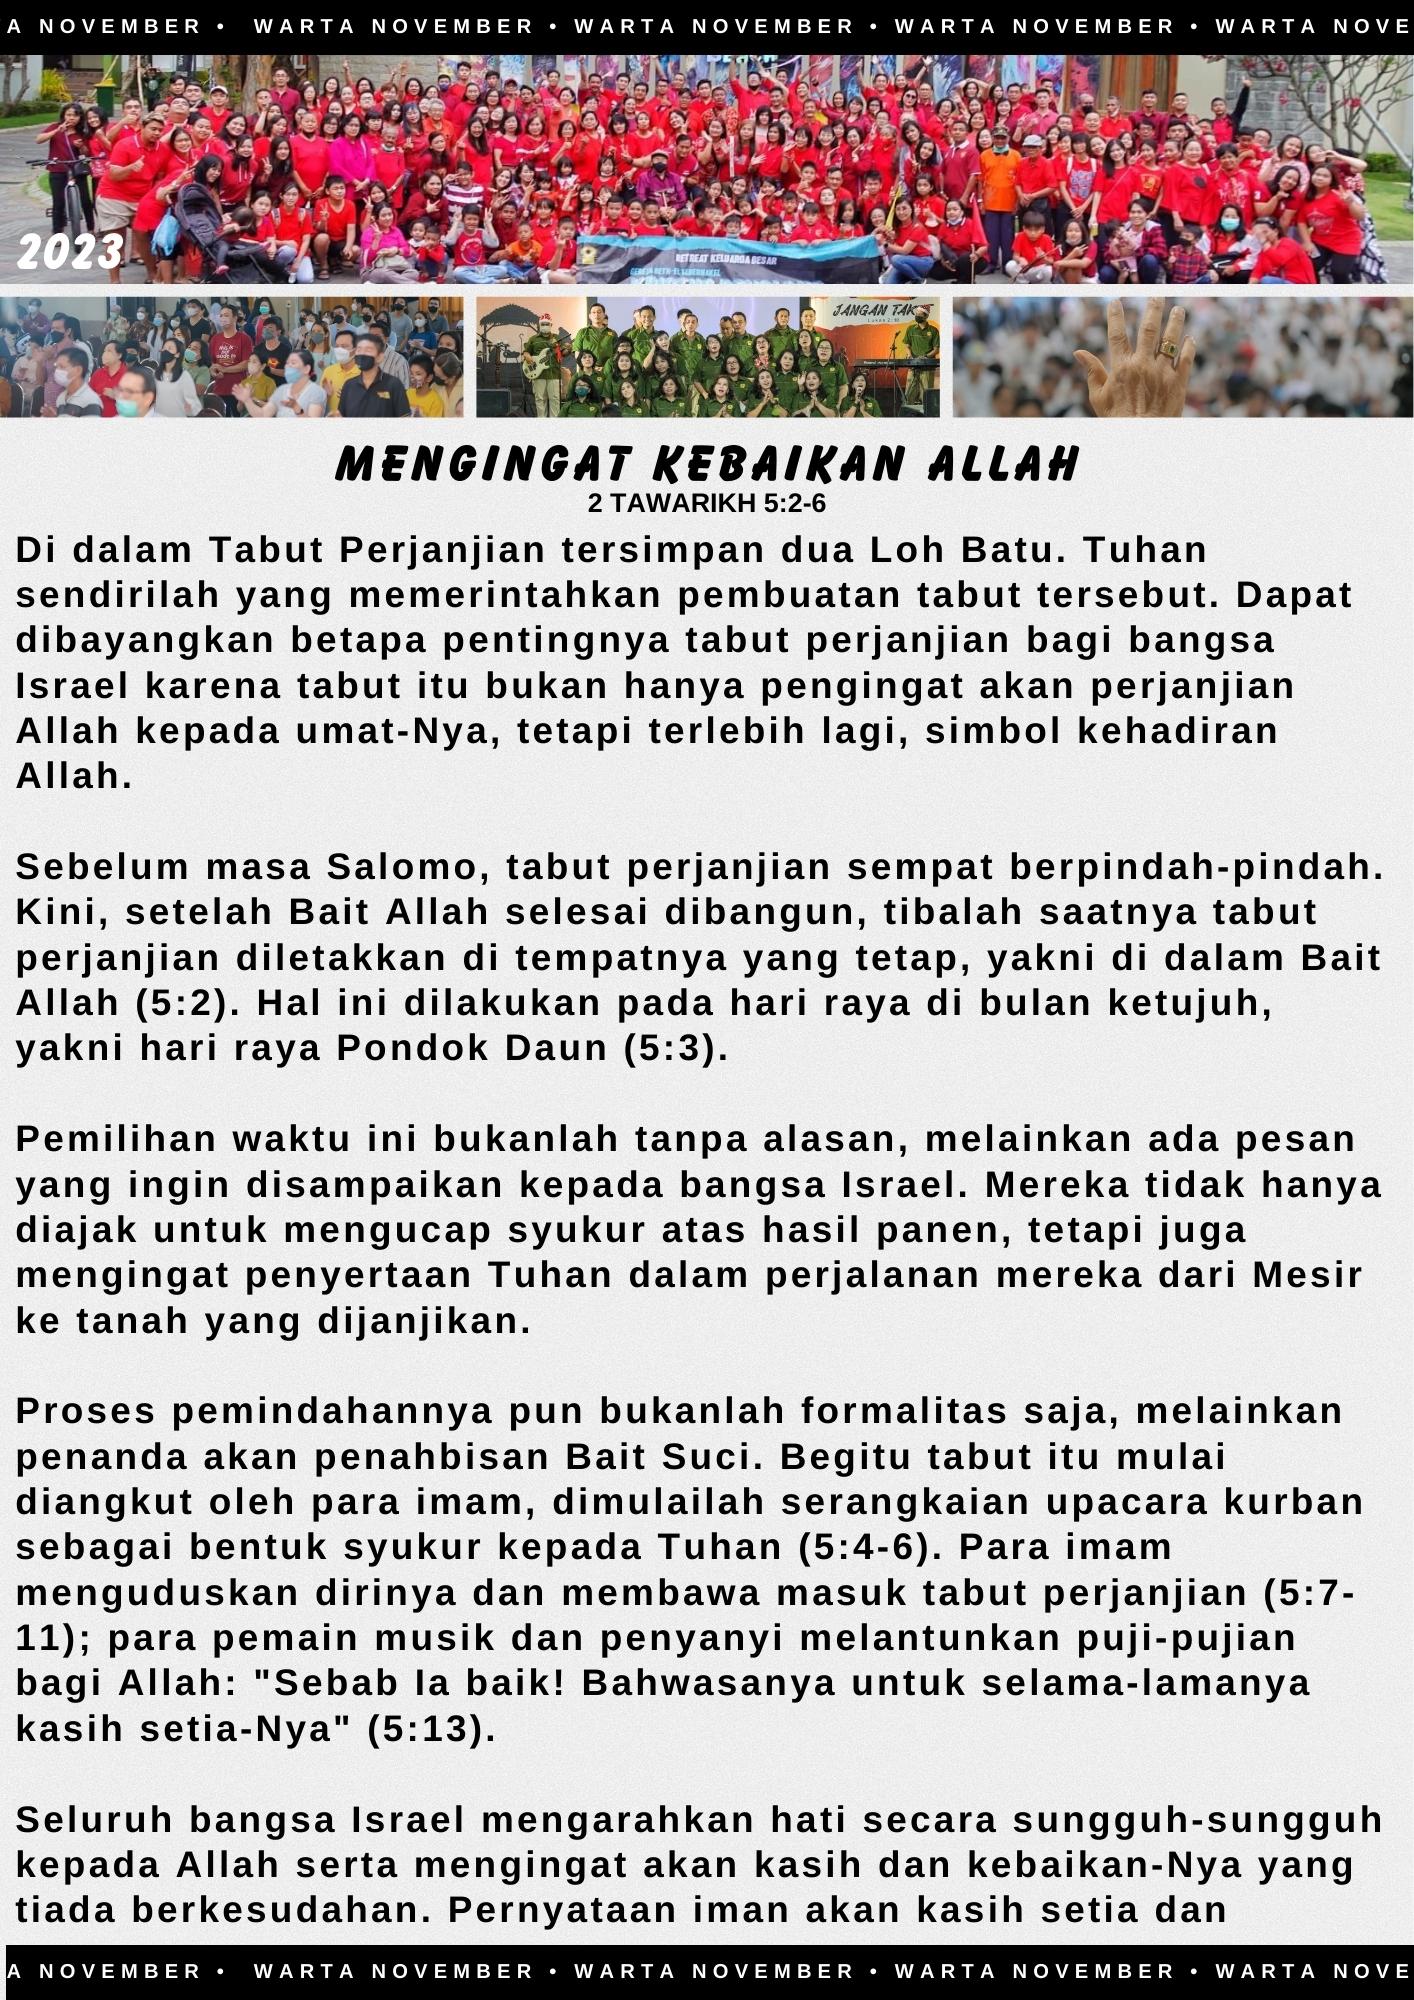 A NOVEMBER • WARTA NOVEMBER • WARTA NOVEMBER • WARTA NOVEMBER • WARTA NOVE
2023
RETREAT KELUARGA BESAR
GEREJA BETH-EL TABERNAKEL
JANGAN TAKUT
Lukas 2:10
MENGINGAT KEBAIKAN ALLAH
2 TAWARIKH 5:2-6
Di dalam Tabut Perjanjian tersimpan dua Loh Batu. Tuhan
sendirilah yang memerintahkan pembuatan tabut tersebut. Dapat
dibayangkan betapa pentingnya tabut perjanjian bagi bangsa
Israel karena tabut itu bukan hanya pengingat akan perjanjian
Allah kepada umat-Nya, tetapi terlebih lagi, simbol kehadiran
Allah.
Sebelum masa Salomo, tabut perjanjian sempat berpindah-pindah.
Kini, setelah Bait Allah selesai dibangun, tibalah saatnya tabut
perjanjian diletakkan di tempatnya yang tetap, yakni di dalam Bait
Allah (5:2). Hal ini dilakukan pada hari raya di bulan ketujuh,
yakni hari raya Pondok Daun (5:3).
Pemilihan waktu ini bukanlah tanpa alasan, melainkan ada pesan
yang ingin disampaikan kepada bangsa Israel. Mereka tidak hanya
diajak untuk mengucap syukur atas hasil panen, tetapi juga
mengingat penyertaan Tuhan dalam perjalanan mereka dari Mesir
ke tanah yang dijanjikan.
Proses pemindahannya pun bukanlah formalitas saja, melainkan
penanda akan penahbisan Bait Suci. Begitu tabut itu mulai
diangkut oleh para imam, dimulailah serangkaian upacara kurban
sebagai bentuk syukur kepada Tuhan (5:4-6). Para imam
menguduskan dirinya dan membawa masuk tabut perjanjian (5:7-
11); para pemain musik dan penyanyi melantunkan puji-pujian
bagi Allah: "Sebab Ia baik! Bahwasanya untuk selama-lamanya
kasih setia-Nya" (5:13).
Seluruh bangsa Israel mengarahkan hati secara sungguh-sungguh
kepada Allah serta mengingat akan kasih dan kebaikan-Nya yang
tiada berkesudahan. Pernyataan iman akan kasih setia dan
A NOVEMBER • WARTA NOVEMBER • WARTA NOVEMBER • WARTA NOVEMBER • WARTA NOVE